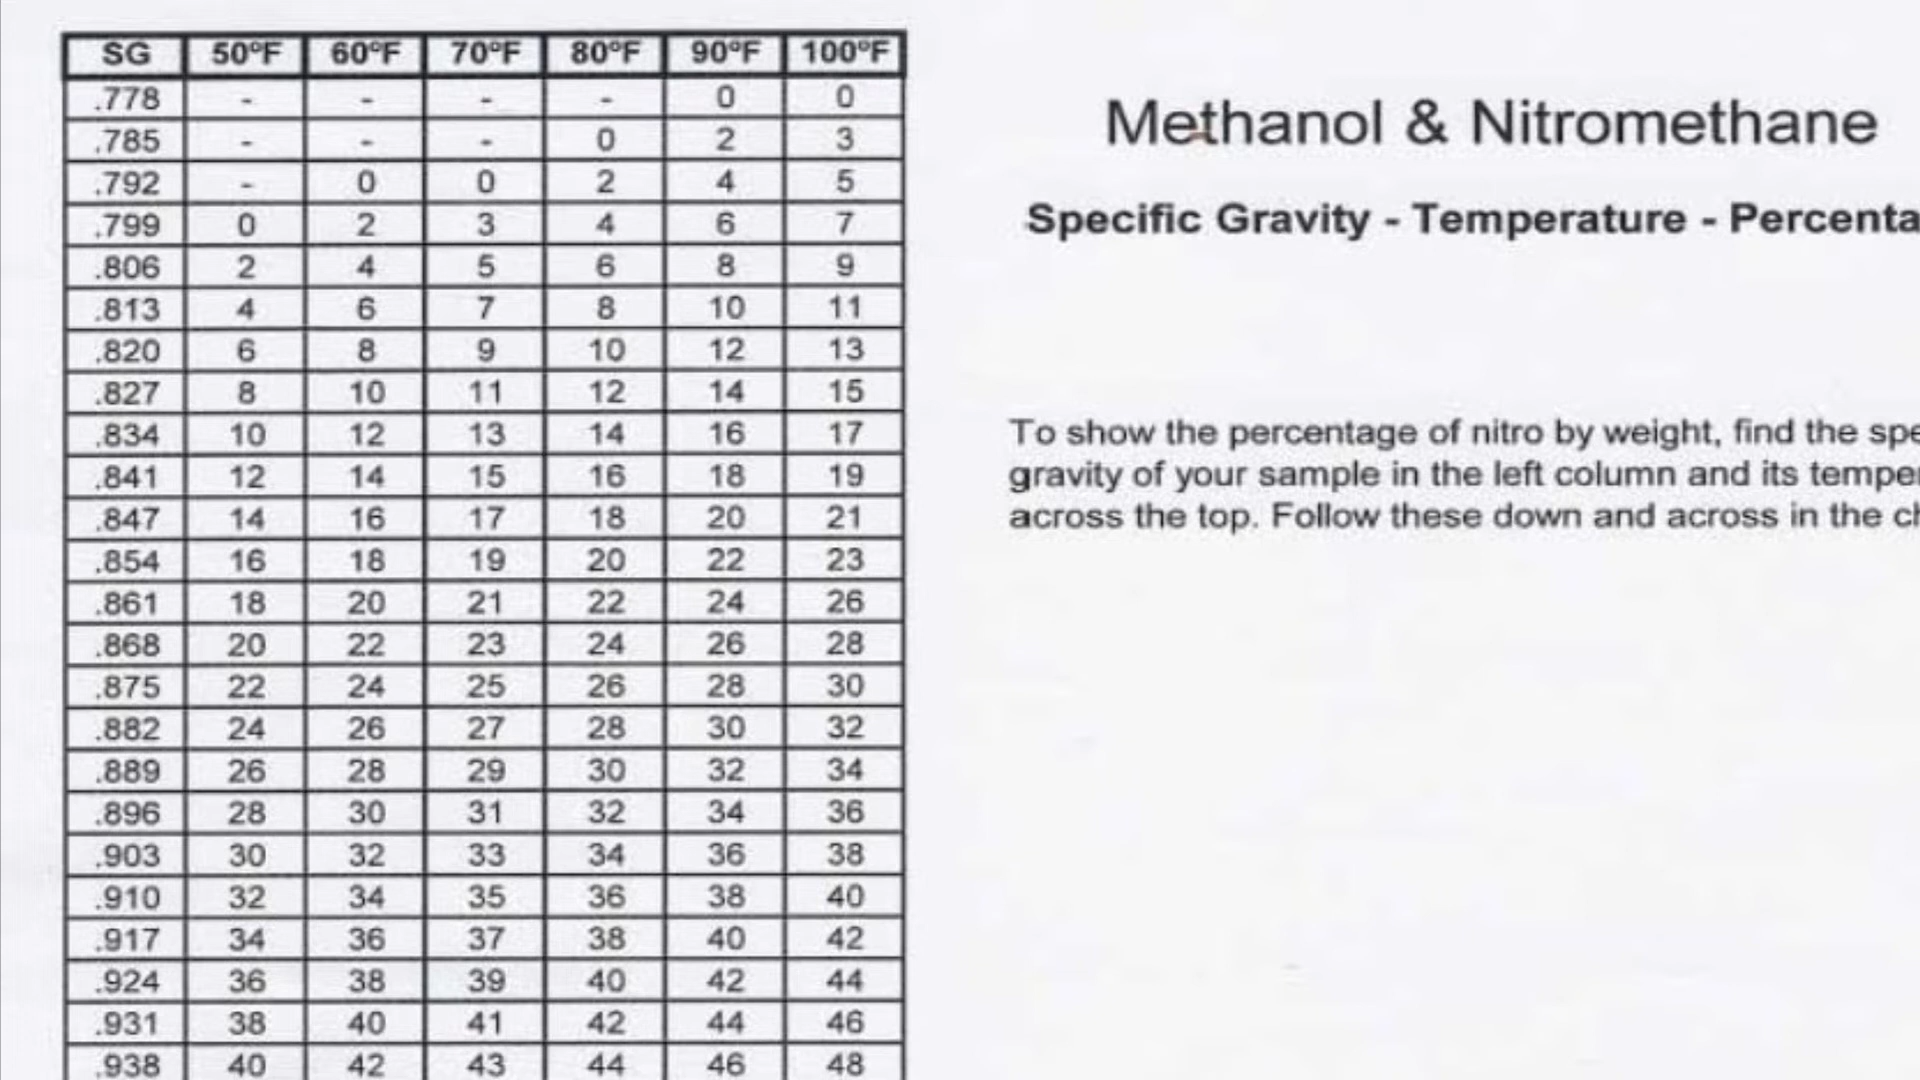 SG 50ºF 60ºF 70ºF 80ºF 90ºF 100ºF
.778 - - - - 0 0
.785 - - - 0 2 3
.792 - 0 0 2 4 5
.799 0 2 3 4 6 7
.806 2 4 5 6 8 9
.813 4 6 7 8 10 11
.820 6 8 9 10 12 13
.827 8 10 11 12 14 15
.834 10 12 13 14 16 17
.841 12 14 15 16 18 19
.847 14 16 17 18 20 21
.854 16 18 19 20 22 23
.861 18 20 21 22 24 26
.868 20 22 23 24 26 28
.875 22 24 25 26 28 30
.882 24 26 27 28 30 32
.889 26 28 29 30 32 34
.896 28 30 31 32 34 36
.903 30 32 33 34 36 38
.910 32 34 35 36 38 40
.917 34 36 37 38 40 42
.924 36 38 39 40 42 44
.931 38 40 41 42 44 46
.938 40 42 43 44 46 48
Methanol & Nitromethane
Specific Gravity - Temperature - Percenta
To show the percentage of nitro by weight, find the spe
gravity of your sample in the left column and its temper
across the top. Follow these down and across in the ch